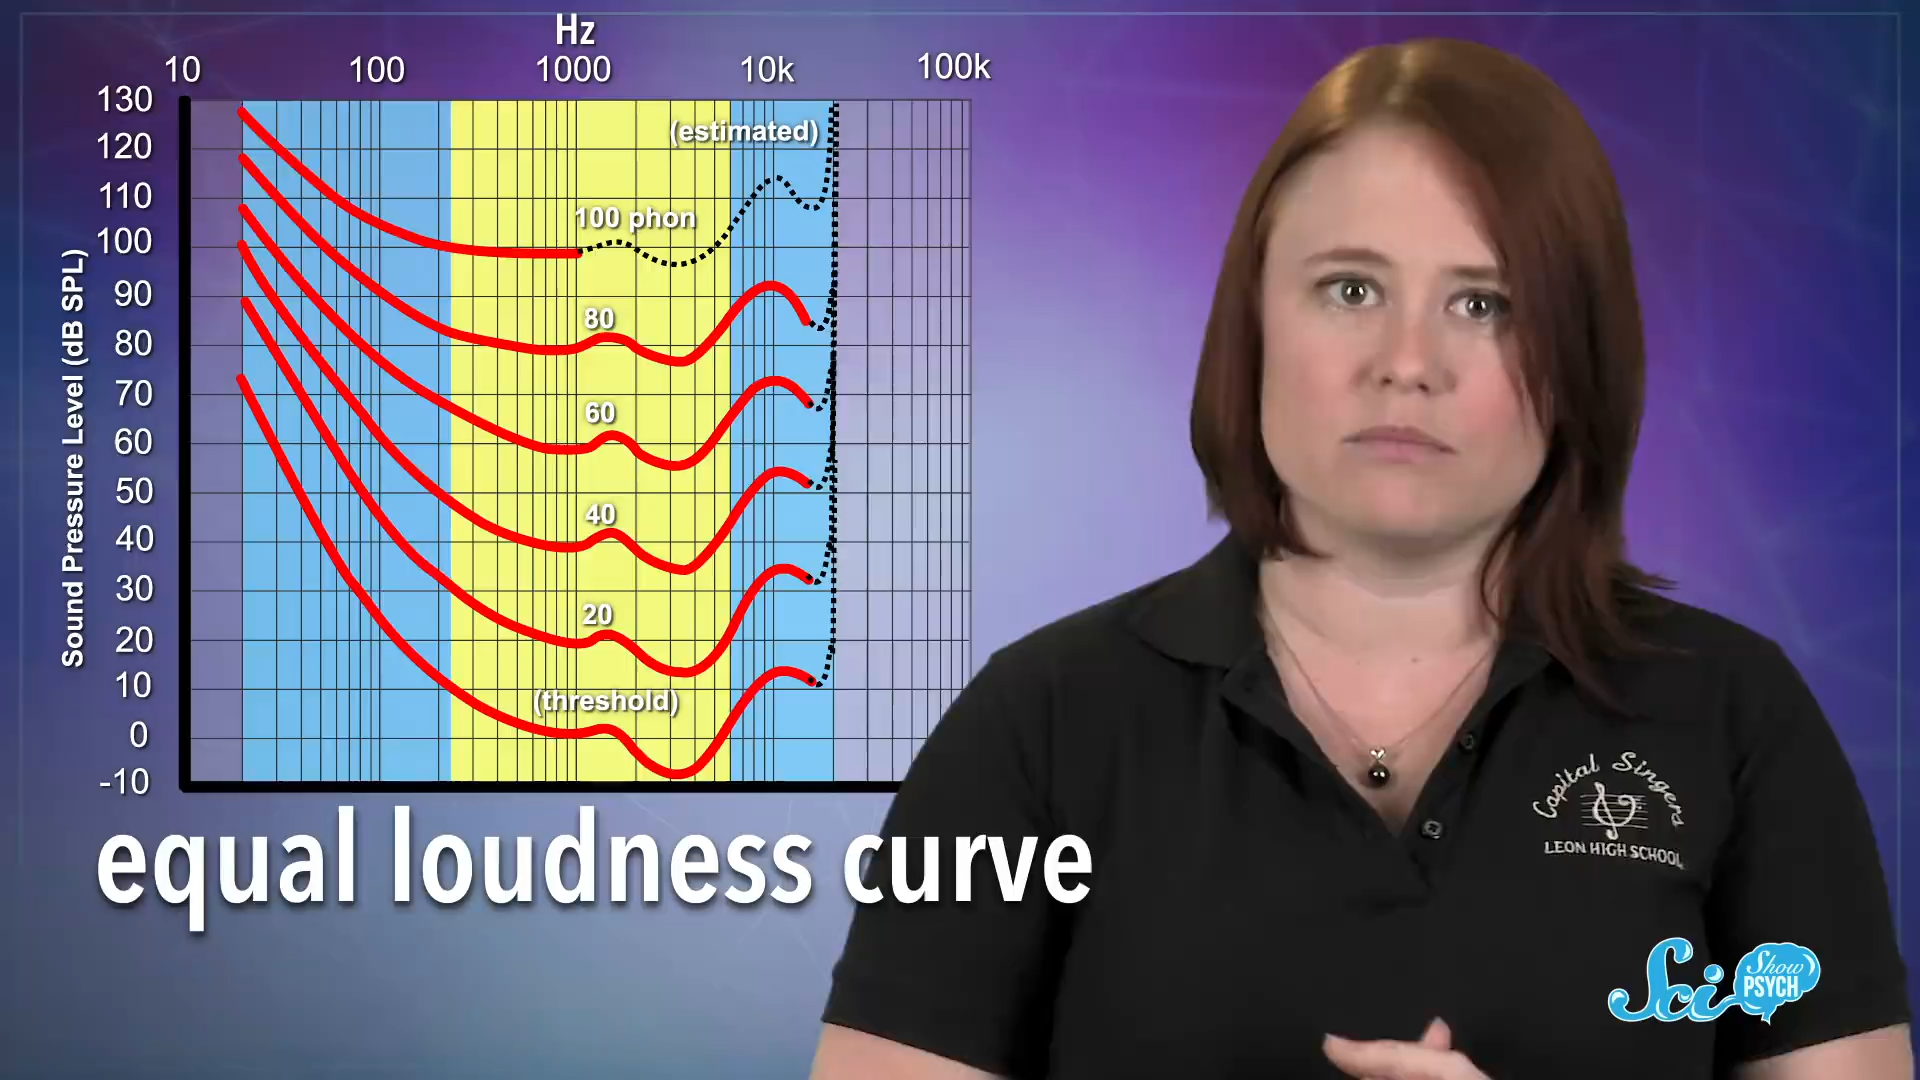 Hz
10 100 1000 10k 100k
130
120
110
100
90
80
70
60
50
40
30
20
10
0
-10
Sound Pressure Level (dB SPL)
(estimated)
100 phon
80
60
40
20
(threshold)
equal loudness curve
Capital Singers
LEON HIGH SCHOOL
Sci Show
PSYCH